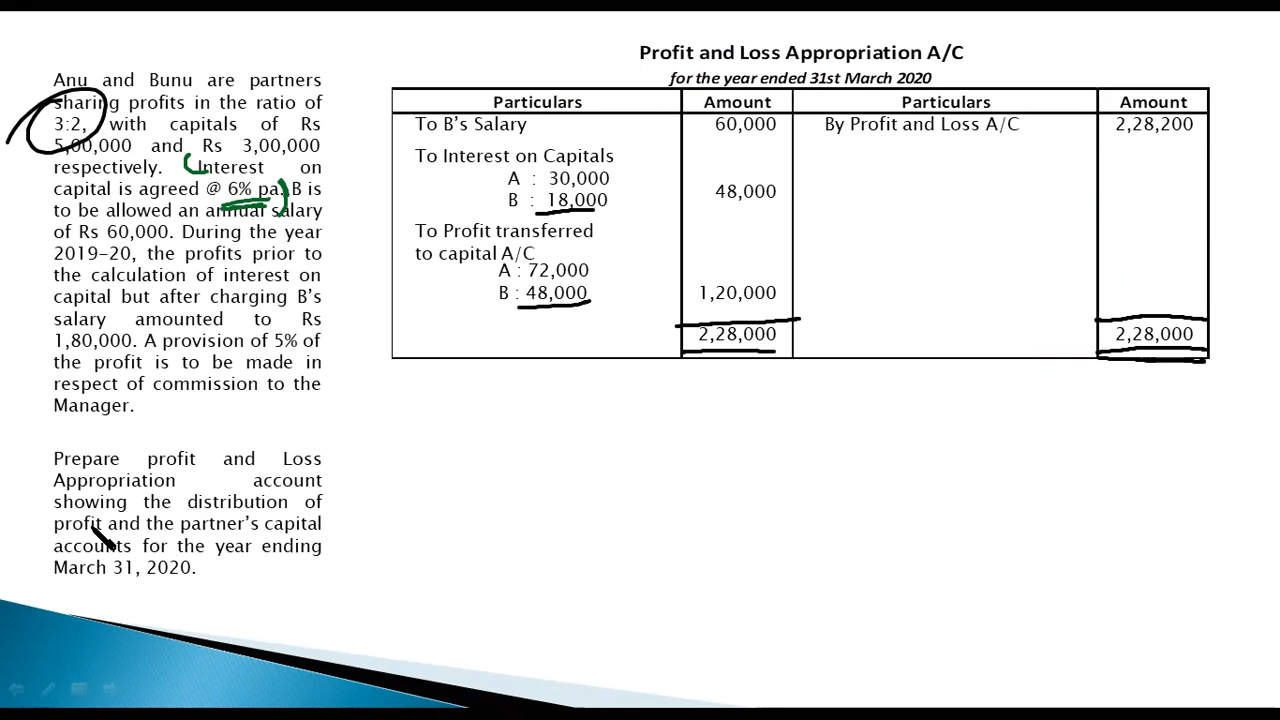 Anu and Bunu are partners
sharing profits in the ratio of
3:2, with capitals of Rs
5,00,000 and Rs 3,00,000
respectively. Interest on
capital is agreed @ 6% pa. B is
to be allowed an annual salary
of Rs 60,000. During the year
2019-20, the profits prior to
the calculation of interest on
capital but after charging B's
salary amounted to Rs
1,80,000. A provision of 5% of
the profit is to be made in
respect of commission to the
Manager.
Prepare profit and Loss
Appropriation account
showing the distribution of
profit and the partner's capital
accounts for the year ending
March 31, 2020.
Profit and Loss Appropriation A/C
for the year ended 31st March 2020
Particulars Amount Particulars Amount
To B's Salary 60,000 By Profit and Loss A/C 2,28,200
To Interest on Capitals
A : 30,000
B : 18,000 48,000
To Profit transferred
to capital A/C
A : 72,000
B : 48,000 1,20,000
2,28,000 2,28,000